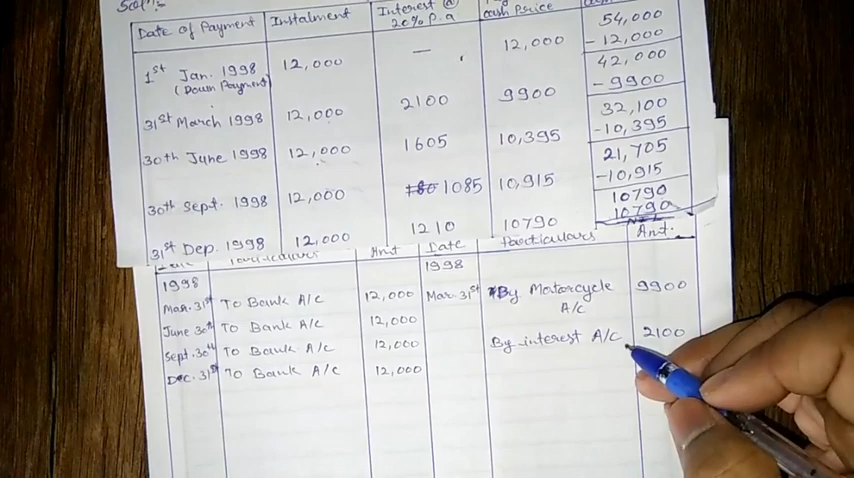 Date of Payment Instalment Interest @ 20% P.a Cash Price
54,000
1st Jan. 1998 (Down Payment) 12,000 — 12,000 - 12,000
42,000
31st March 1998 12,000 2100 9900 - 9900
32,100
30th June 1998 12,000 1605 10,395 - 10,395
21,705
30th Sept. 1998 12,000 1085 10,915 - 10,915
10790
31st Dep. 1998 12,000 1210 10790 10790
Particulars Amt Date Particulars Amt.
1998 1998
Mar. 31st To Bank A/c 12,000 Mar. 31st By Motorcycle A/c 9900
June 30th To Bank A/c 12,000
Sept. 30th To Bank A/c 12,000 By interest A/c 2100
Dec. 31st To Bank A/c 12,000